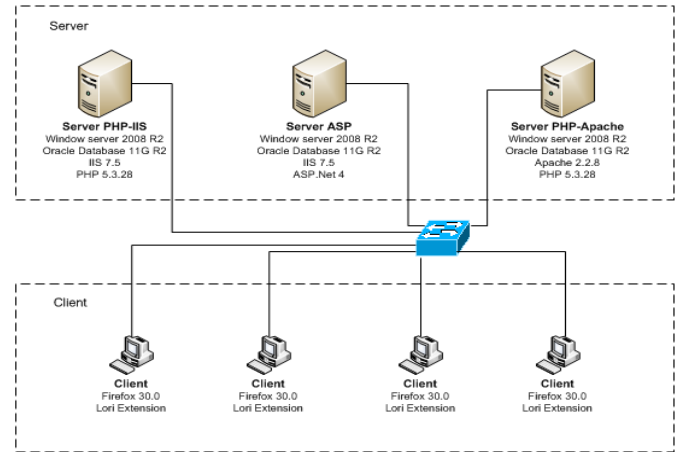 Server
Server PHP-IIS
Window server 2008 R2
Oracle Database 11G R2
IIS 7.5
PHP 5.3.28
Server ASP
Window server 2008 R2
Oracle Database 11G R2
IIS 7.5
ASP.Net 4
Server PHP-Apache
Window server 2008 R2
Oracle Database 11G R2
Apache 2.2.8
PHP 5.3.28
Client
Client
Firefox 30.0
Lori Extension
Client
Firefox 30.0
Lori Extension
Client
Firefox 30.0
Lori Extension
Client
Firefox 30.0
Lori Extension